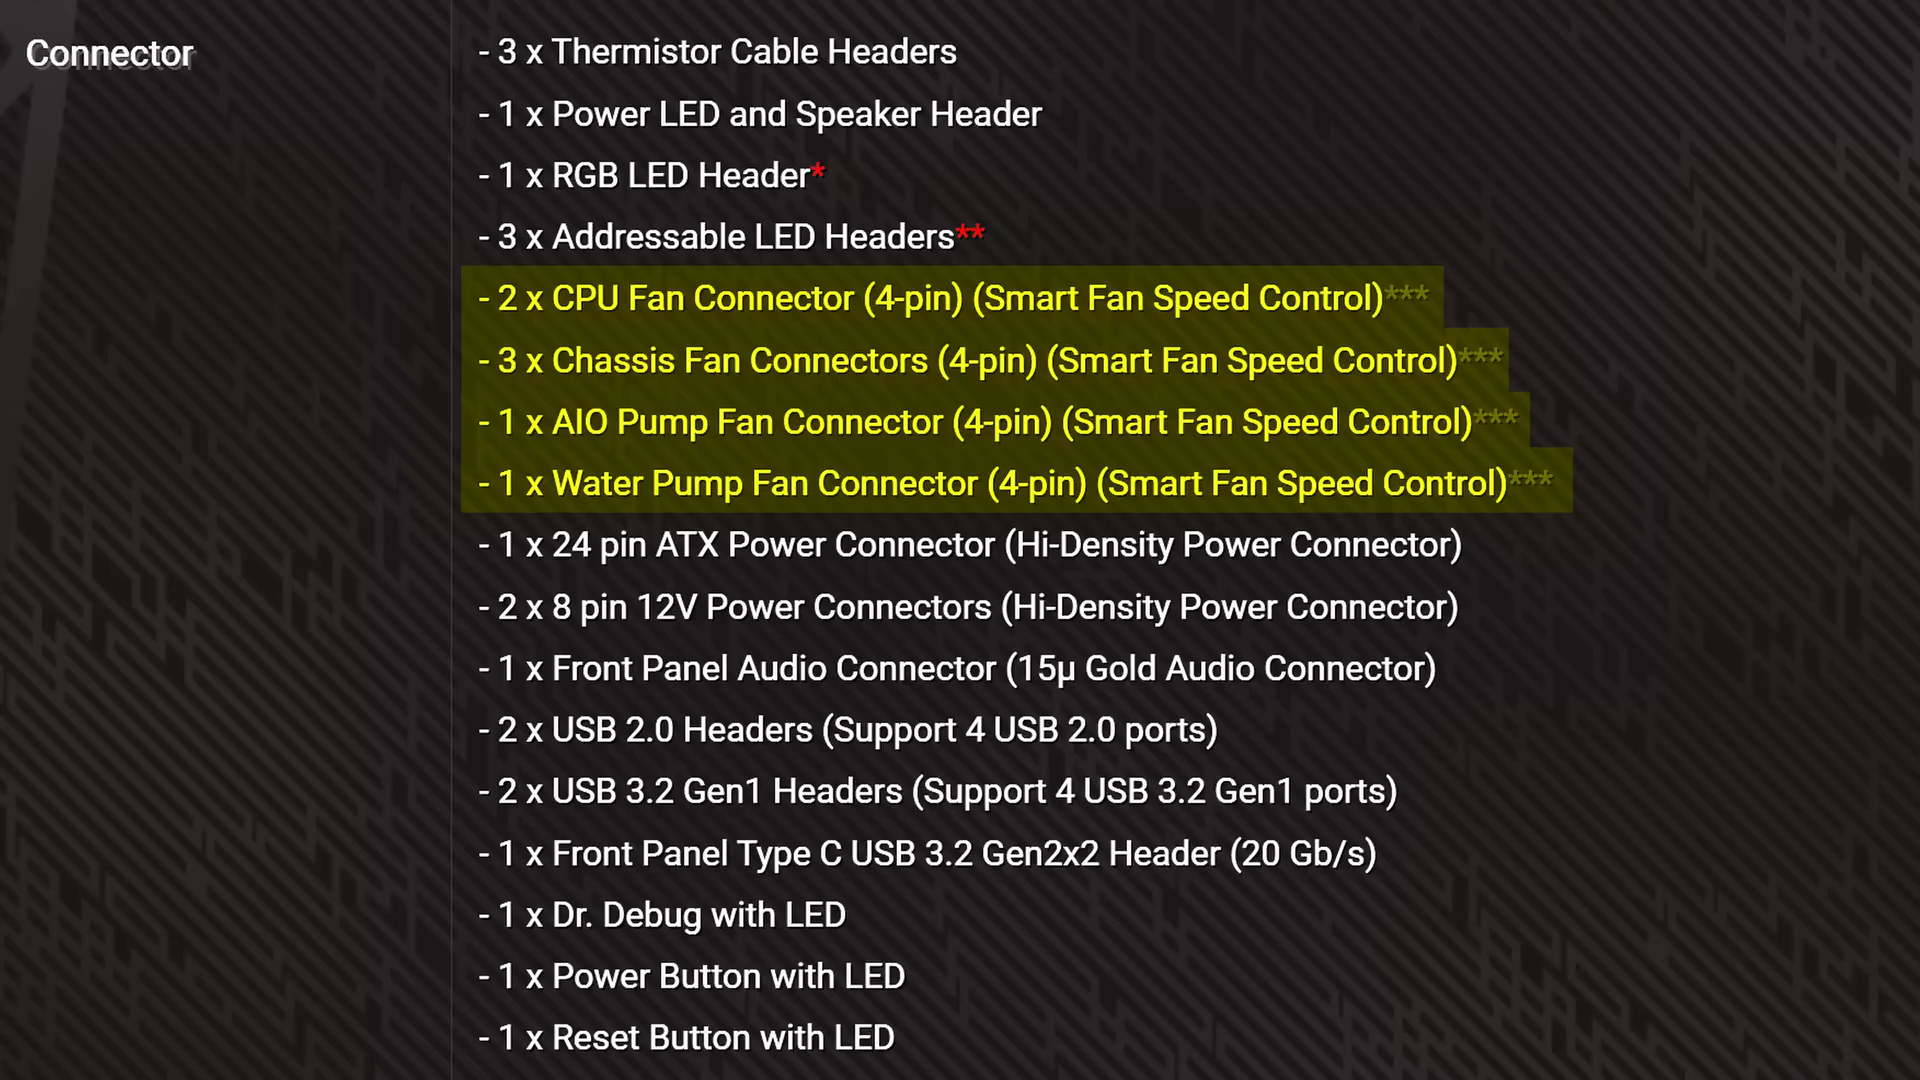 Connector
- 3 x Thermistor Cable Headers
- 1 x Power LED and Speaker Header
- 1 x RGB LED Header*
- 3 x Addressable LED Headers**
- 2 x CPU Fan Connector (4-pin) (Smart Fan Speed Control)***
- 3 x Chassis Fan Connectors (4-pin) (Smart Fan Speed Control)***
- 1 x AIO Pump Fan Connector (4-pin) (Smart Fan Speed Control)***
- 1 x Water Pump Fan Connector (4-pin) (Smart Fan Speed Control)***
- 1 x 24 pin ATX Power Connector (Hi-Density Power Connector)
- 2 x 8 pin 12V Power Connectors (Hi-Density Power Connector)
- 1 x Front Panel Audio Connector (15μ Gold Audio Connector)
- 2 x USB 2.0 Headers (Support 4 USB 2.0 ports)
- 2 x USB 3.2 Gen1 Headers (Support 4 USB 3.2 Gen1 ports)
- 1 x Front Panel Type C USB 3.2 Gen2x2 Header (20 Gb/s)
- 1 x Dr. Debug with LED
- 1 x Power Button with LED
- 1 x Reset Button with LED